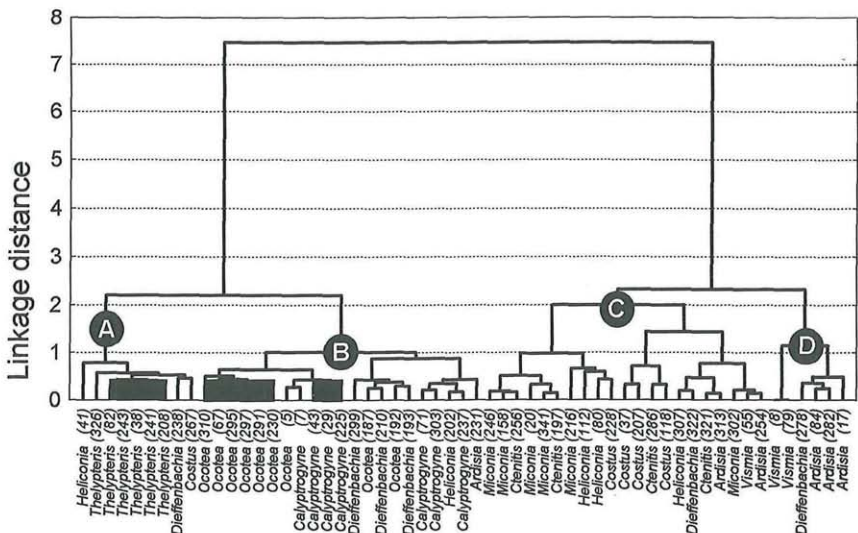 8
7
6
5
4
3
2
1
0
Linkage distance
A
B
C
D
Heliconia (41)
Thelypteris (326)
Thelypteris (82)
Thelypteris (243)
Thelypteris (38)
Thelypteris (241)
Thelypteris (208)
Dieffenbachia (238)
Costus (267)
Ocotea (310)
Ocotea (67)
Ocotea (295)
Ocotea (297)
Ocotea (291)
Ocotea (230)
Ocotea (5)
Calyptrogyne (7)
Calyptrogyne (43)
Calyptrogyne (29)
Calyptrogyne (225)
Dieffenbachia (299)
Ocotea (187)
Dieffenbachia (210)
Ocotea (192)
Dieffenbachia (193)
Calyptrogyne (71)
Calyptrogyne (303)
Heliconia (202)
Calyptrogyne (237)
Ardisia (231)
Miconia (246)
Miconia (158)
Ctenitis (256)
Miconia (20)
Miconia (341)
Ctenitis (197)
Miconia (216)
Heliconia (112)
Heliconia (80)
Costus (228)
Costus (37)
Costus (207)
Ctenitis (286)
Costus (118)
Heliconia (307)
Dieffenbachia (322)
Ctenitis (321)
Ardisia (313)
Miconia (302)
Vismia (55)
Ardisia (254)
Vismia (8)
Vismia (79)
Dieffenbachia (278)
Ardisia (84)
Ardisia (282)
Ardisia (17)